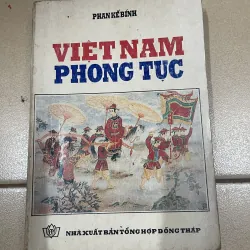 PHAN KẾ BÍNH
VIỆT NAM
PHONG TỤC
NHÀ XUẤT BẢN TỔNG HỢP ĐỒNG THÁP